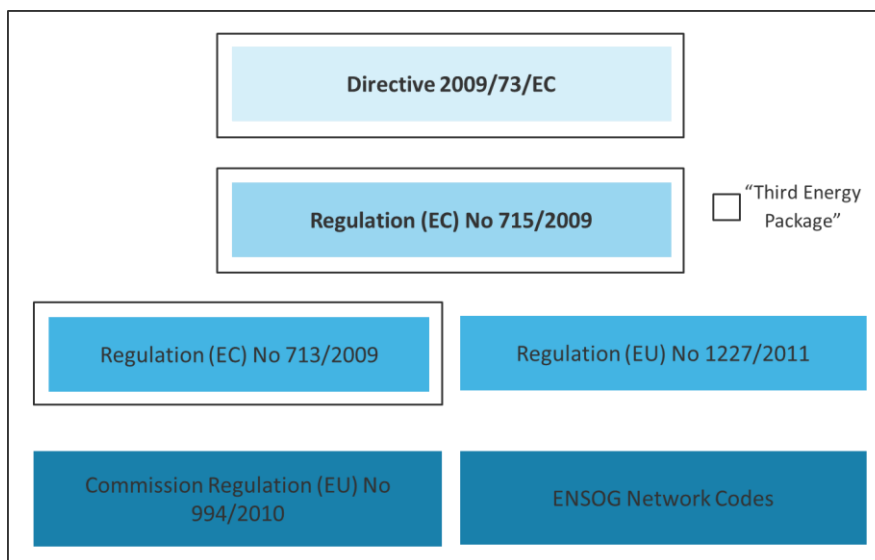 Directive 2009/73/EC
Regulation (EC) No 715/2009
“Third Energy
Package”
Regulation (EC) No 713/2009
Regulation (EU) No 1227/2011
Commission Regulation (EU) No
994/2010
ENSOG Network Codes